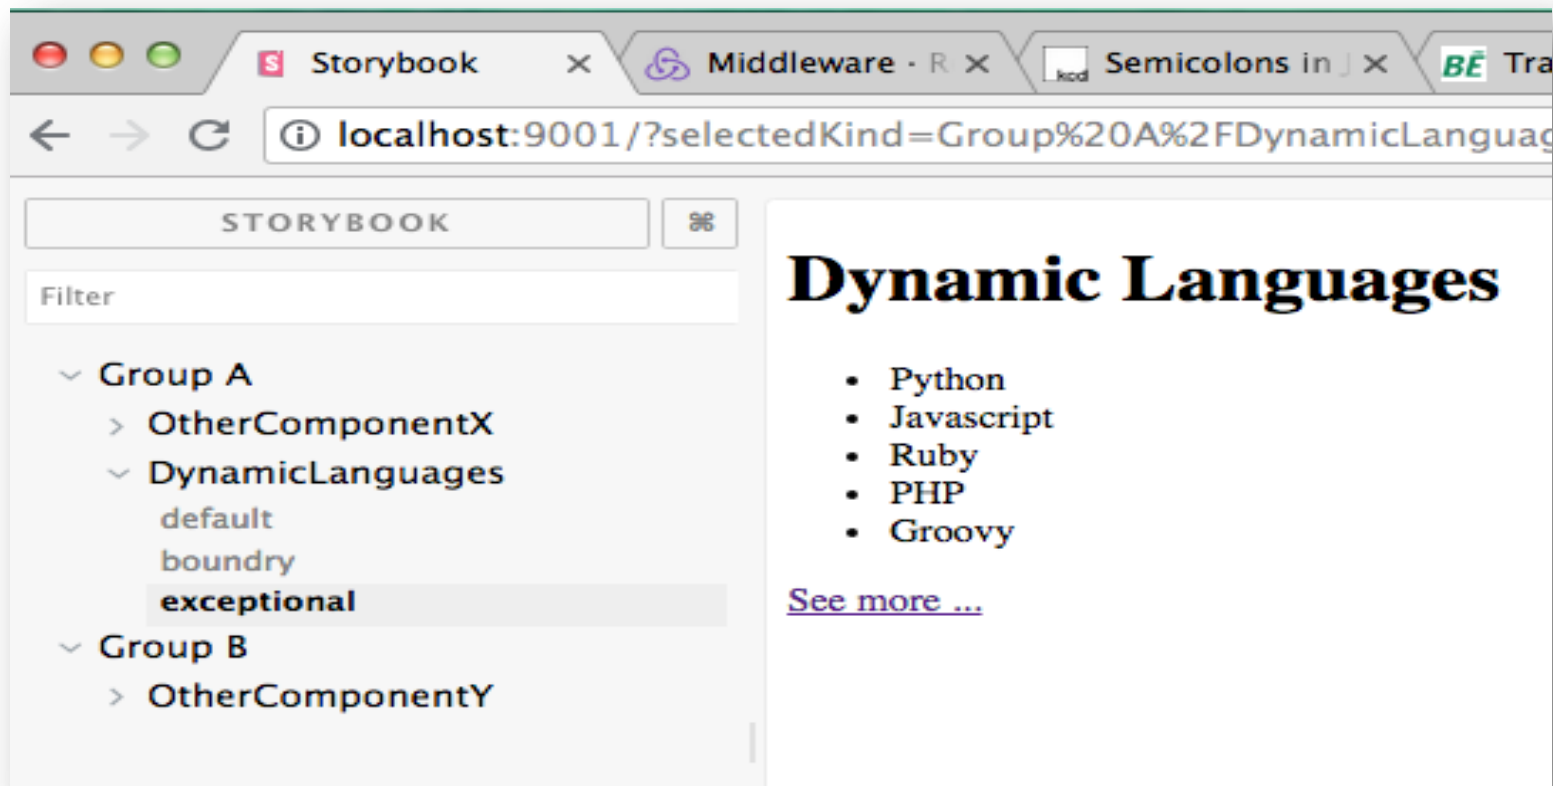 Storybook
Middleware · R
Semicolons in J
BĒ Tra
localhost:9001/?selectedKind=Group%20A%2FDynamicLanguag
STORYBOOK ⌘
Filter
Group A
OtherComponentX
DynamicLanguages
default
boundry
exceptional
Group B
OtherComponentY
Dynamic Languages
Python
Javascript
Ruby
PHP
Groovy
See more ...